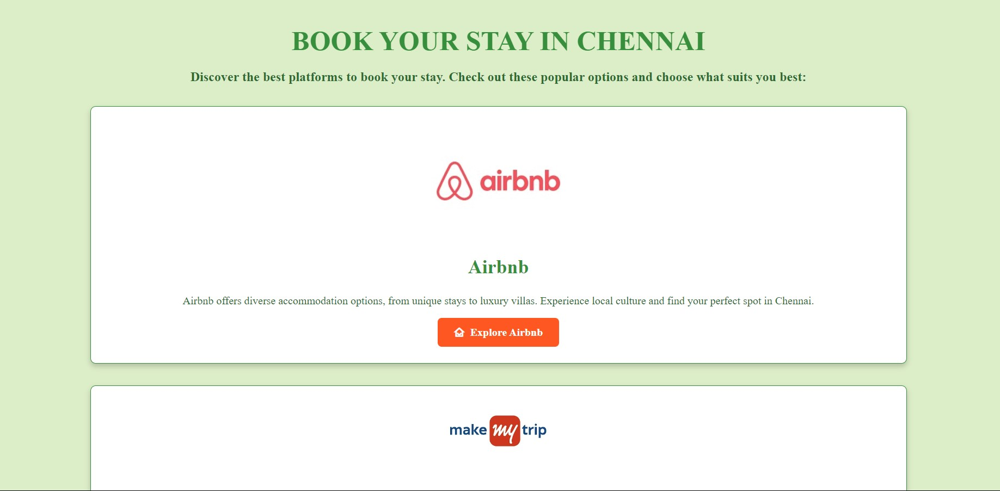 BOOK YOUR STAY IN CHENNAI
Discover the best platforms to book your stay. Check out these popular options and choose what suits you best:
airbnb
Airbnb
Airbnb offers diverse accommodation options, from unique stays to luxury villas. Experience local culture and find your perfect spot in Chennai.
Explore Airbnb
make my trip